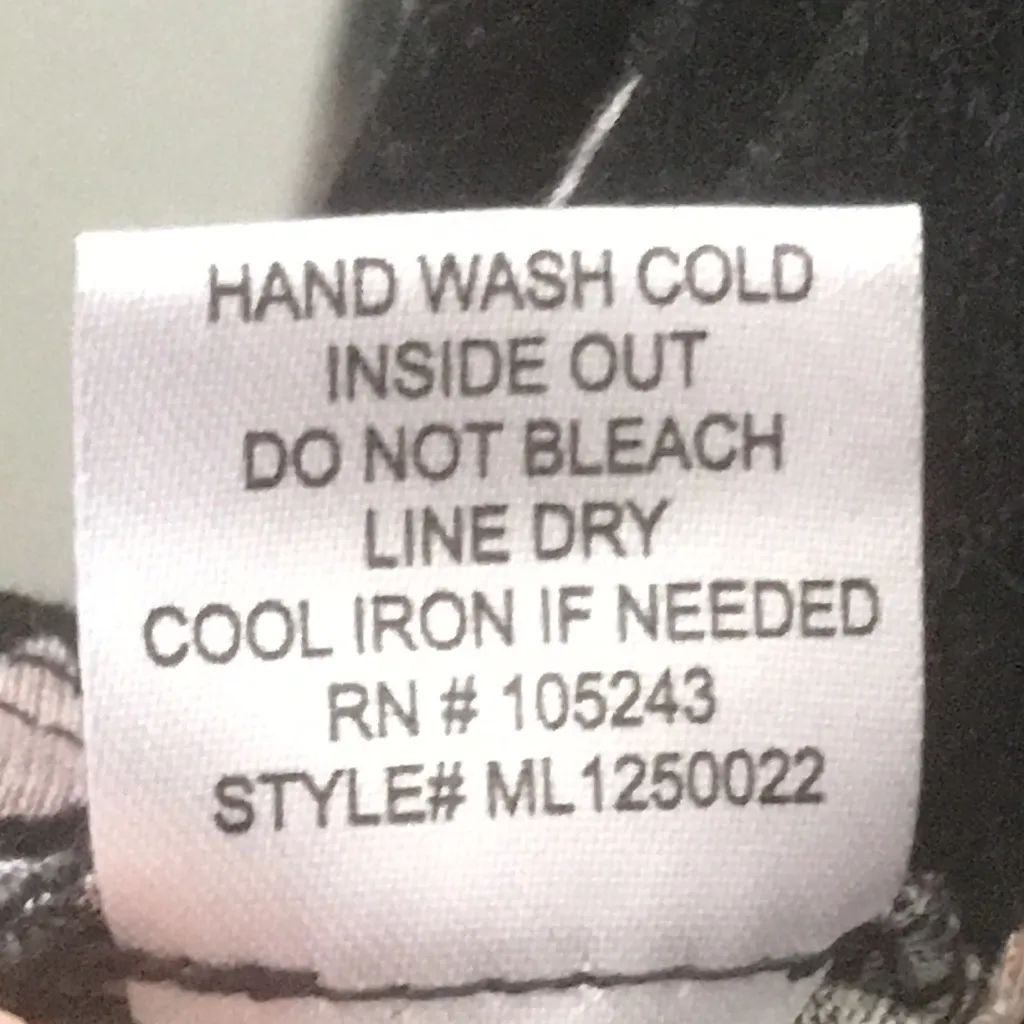 HAND WASH COLD
INSIDE OUT
DO NOT BLEACH
LINE DRY
COOL IRON IF NEEDED
RN # 105243
STYLE# ML1250022